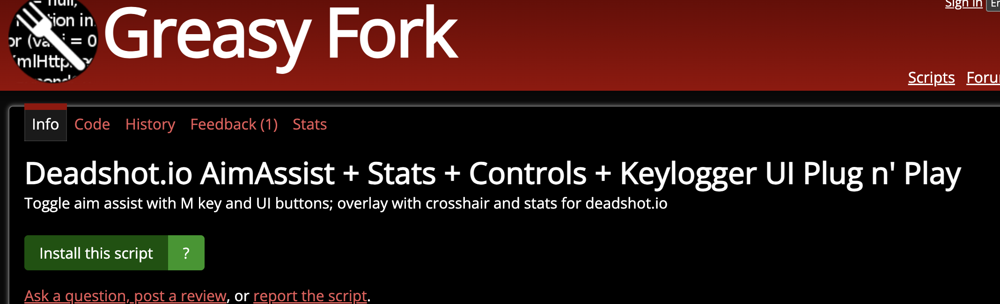 Sign in
Greasy Fork
Scripts
Info Code History Feedback (1) Stats
Deadshot.io AimAssist + Stats + Controls + Keylogger UI Plug n' Play
Toggle aim assist with M key and UI buttons; overlay with crosshair and stats for deadshot.io
Install this script ?
Ask a question, post a review, or report the script.